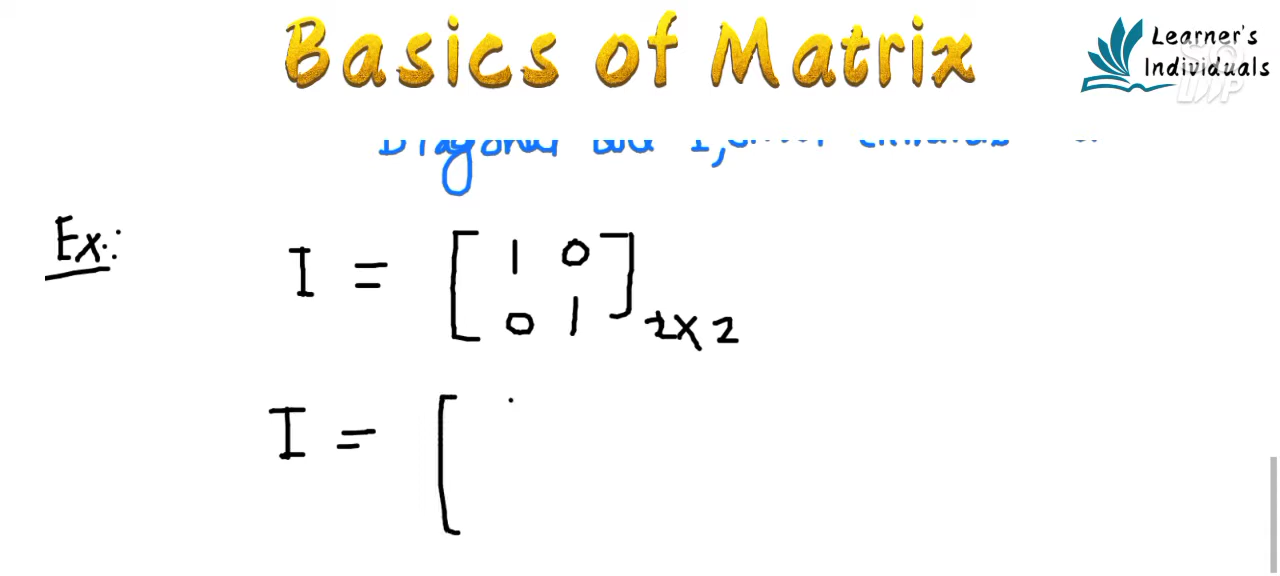 Basics of Matrix
Learner's
Individuals
Ex:
I = [ 1 0
0 1 ] 2x2
I = [